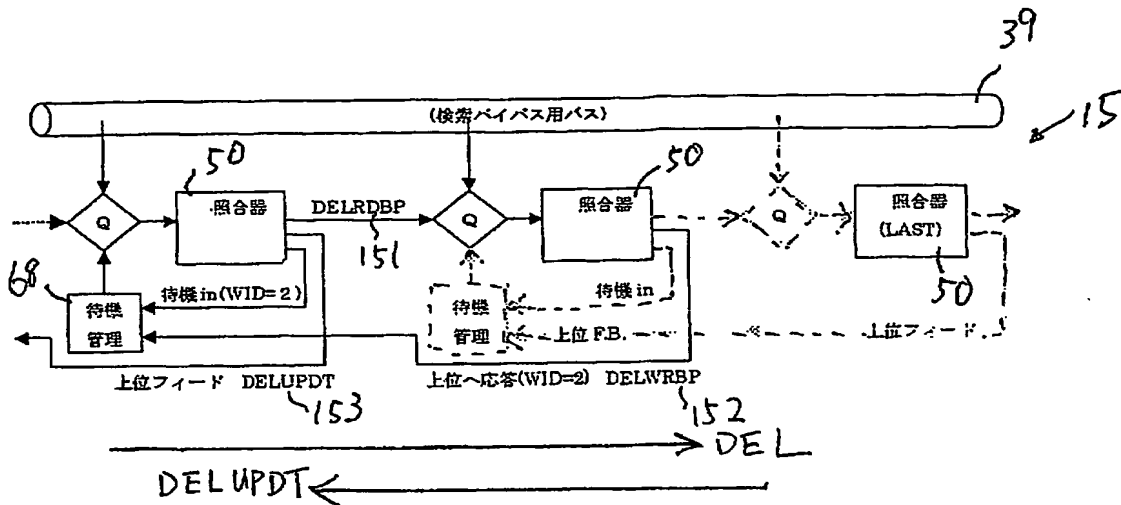 39
(検索バイパス用バス)
15
50
50
Q
照合器
DELRDBP
Q
照合器
Q
照合器
(LAST)
151
50
68
待機in(WID=2)
待機in
待機
管理
待機
管理
上位F.B.
上位フィード
上位フィード DELUPDT
上位へ応答(WID=2) DELWRBP
153
152
DEL
DELUPDT